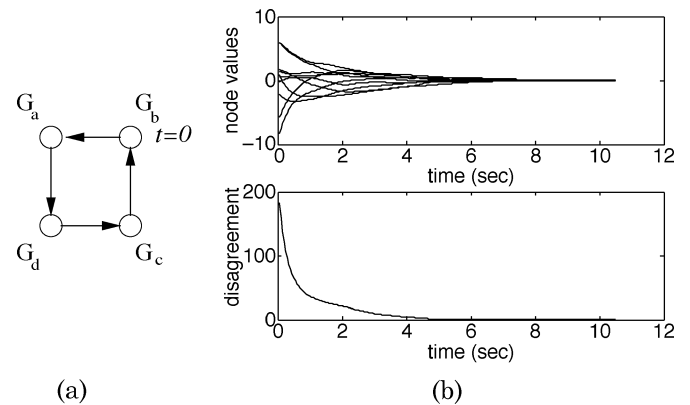 G_a
G_b
t=0
G_d
G_c
(a)
10
0
−10
node values
0 2 4 6 8 10 12
time (sec)
200
100
0
disagreement
0 2 4 6 8 10 12
time (sec)
(b)